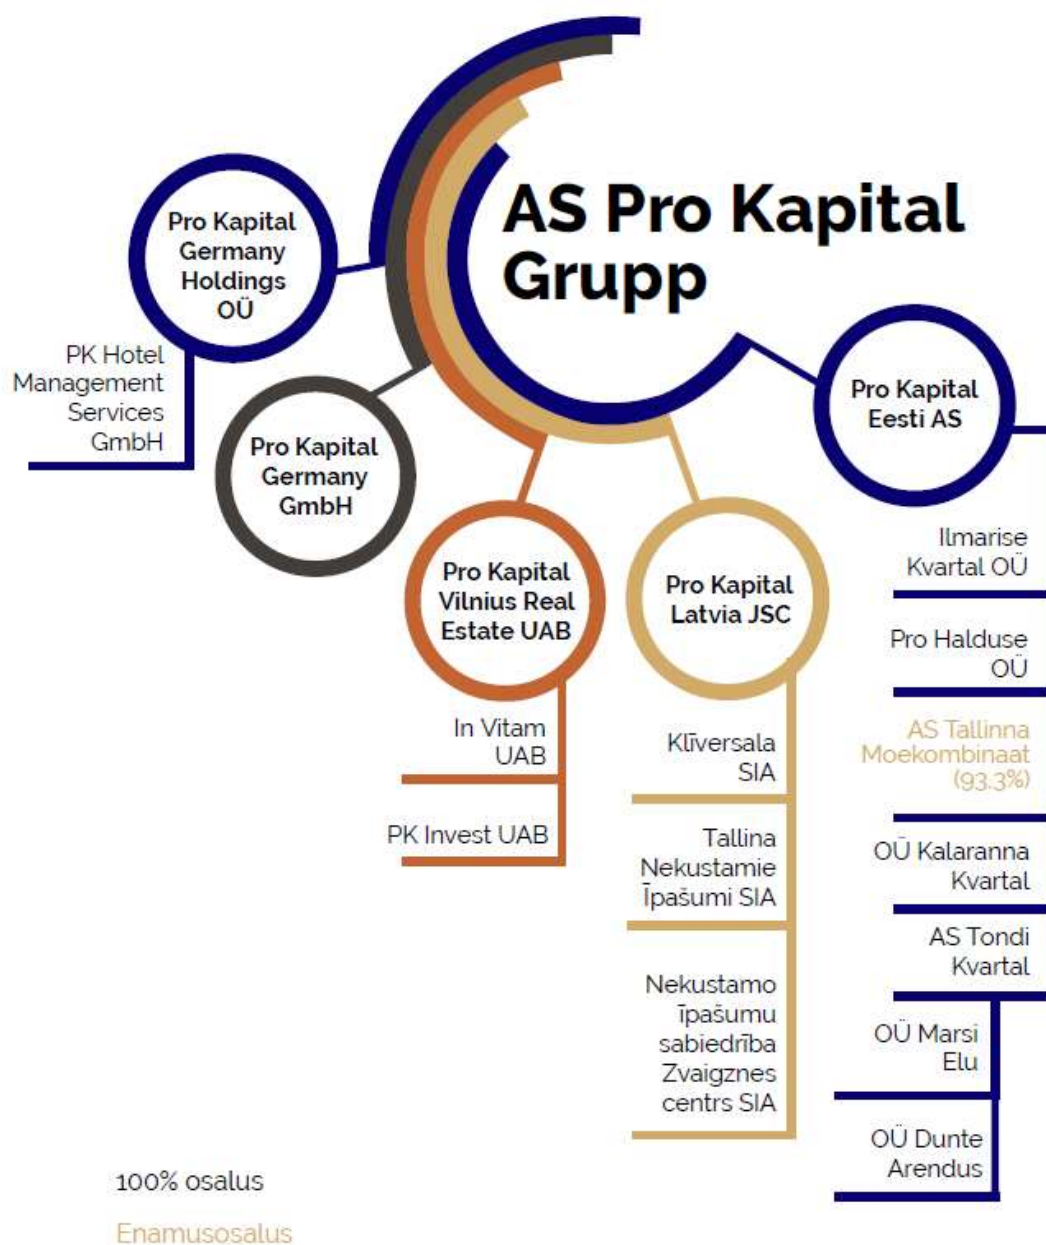 AS Pro Kapital
Grupp
Pro Kapital
Germany
Holdings
OÜ
PK Hotel
Management
Services
GmbH
Pro Kapital
Germany
GmbH
Pro Kapital
Vilnius Real
Estate UAB
In Vitam
UAB
PK Invest UAB
Pro Kapital
Latvia JSC
Klīversala
SIA
Tallina
Nekustamie
Īpašumi SIA
Nekustamo
īpašumu
sabiedrība
Zvaigznes
centrs SIA
Pro Kapital
Eesti AS
Ilmarise
Kvartal OÜ
Pro Halduse
OÜ
AS Tallinna
Moekombinaat
(93,3%)
OÜ Kalaranna
Kvartal
AS Tondi
Kvartal
OÜ Marsi
Elu
OÜ Dunte
Arendus
100% osalus
Enamusosalus